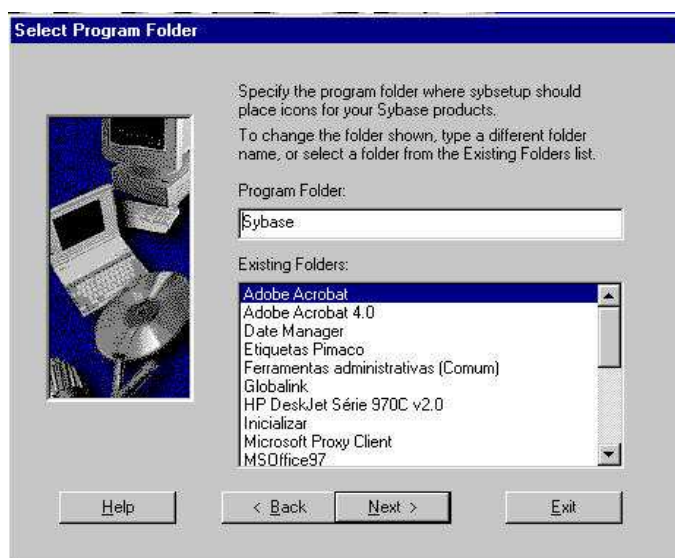 Select Program Folder
Specify the program folder where sybsetup should
place icons for your Sybase products.
To change the folder shown, type a different folder
name, or select a folder from the Existing Folders list.
Program Folder:
Sybase
Existing Folders:
Adobe Acrobat
Adobe Acrobat 4.0
Date Manager
Etiquetas Pimaco
Ferramentas administrativas (Comum)
Globalink
HP DeskJet Série 970C v2.0
Inicializar
Microsoft Proxy Client
MSOffice97
Help
< Back
Next >
Exit